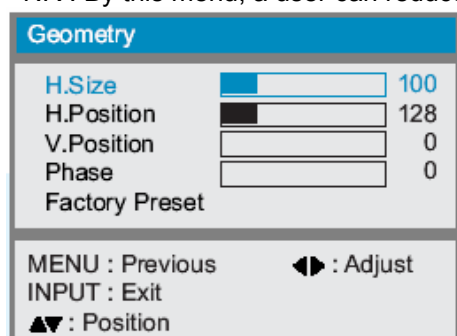 Geometry
H.Size 100
H.Position 128
V.Position 0
Phase 0
Factory Preset
MENU : Previous ◀▶ : Adjust
INPUT : Exit
▲▼ : Position